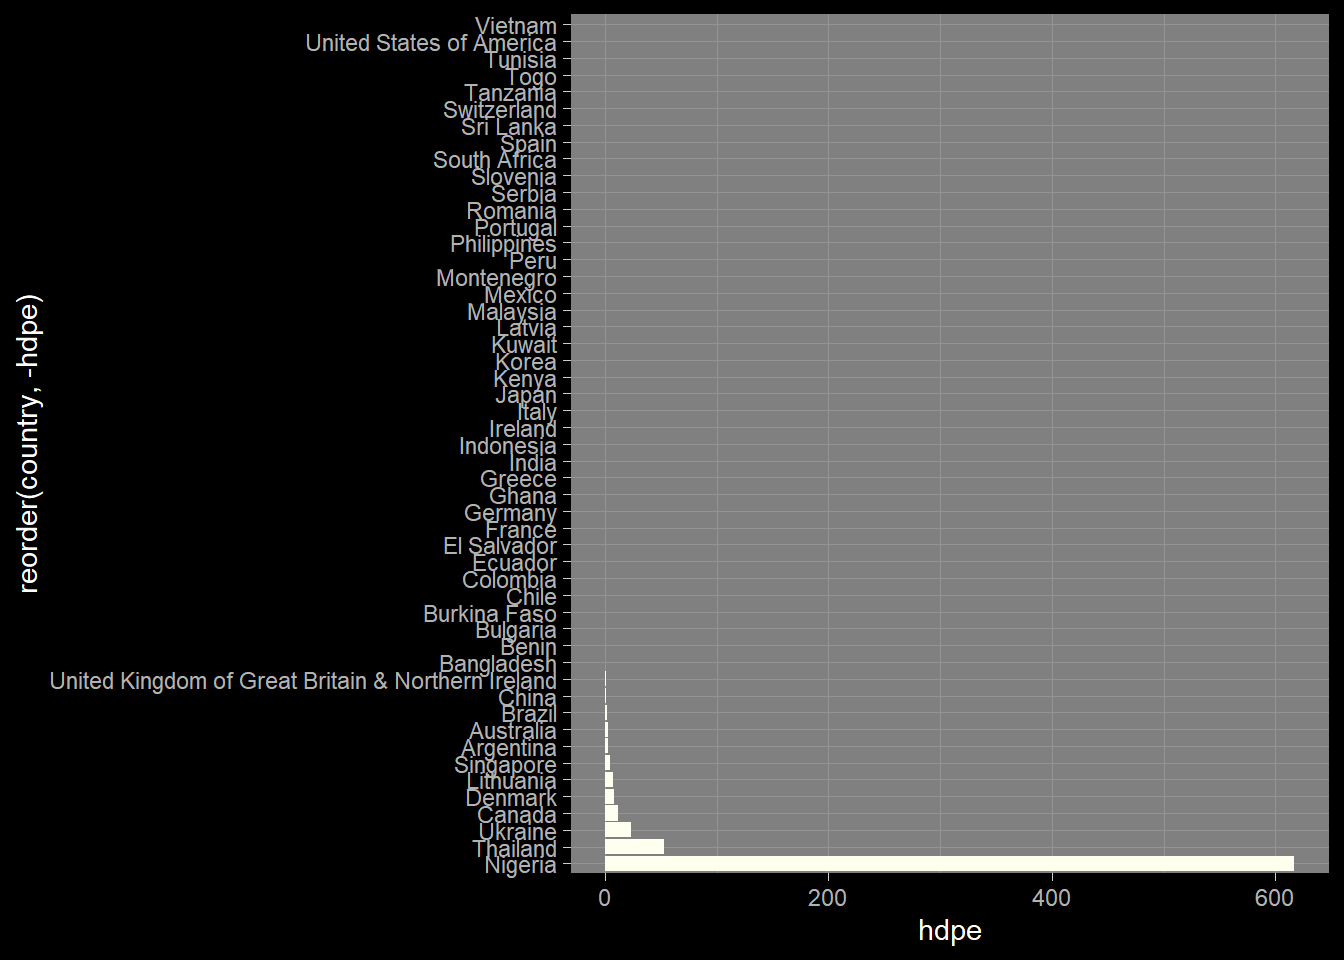 Vietnam
United States of America
Tunisia
Togo
Tanzania
Switzerland
Sri Lanka
Spain
South Africa
Slovenia
Serbia
Romania
Portugal
Philippines
Peru
Montenegro
Mexico
Malaysia
Latvia
Kuwait
Korea
Kenya
Japan
Italy
Ireland
Indonesia
India
Greece
Ghana
Germany
France
El Salvador
Ecuador
Colombia
Chile
Burkina Faso
Bulgaria
Benin
Bangladesh
United Kingdom of Great Britain & Northern Ireland
China
Brazil
Australia
Argentina
Singapore
Lithuania
Denmark
Canada
Ukraine
Thailand
Nigeria
reorder(country, -hdpe)
0 200 400 600
hdpe